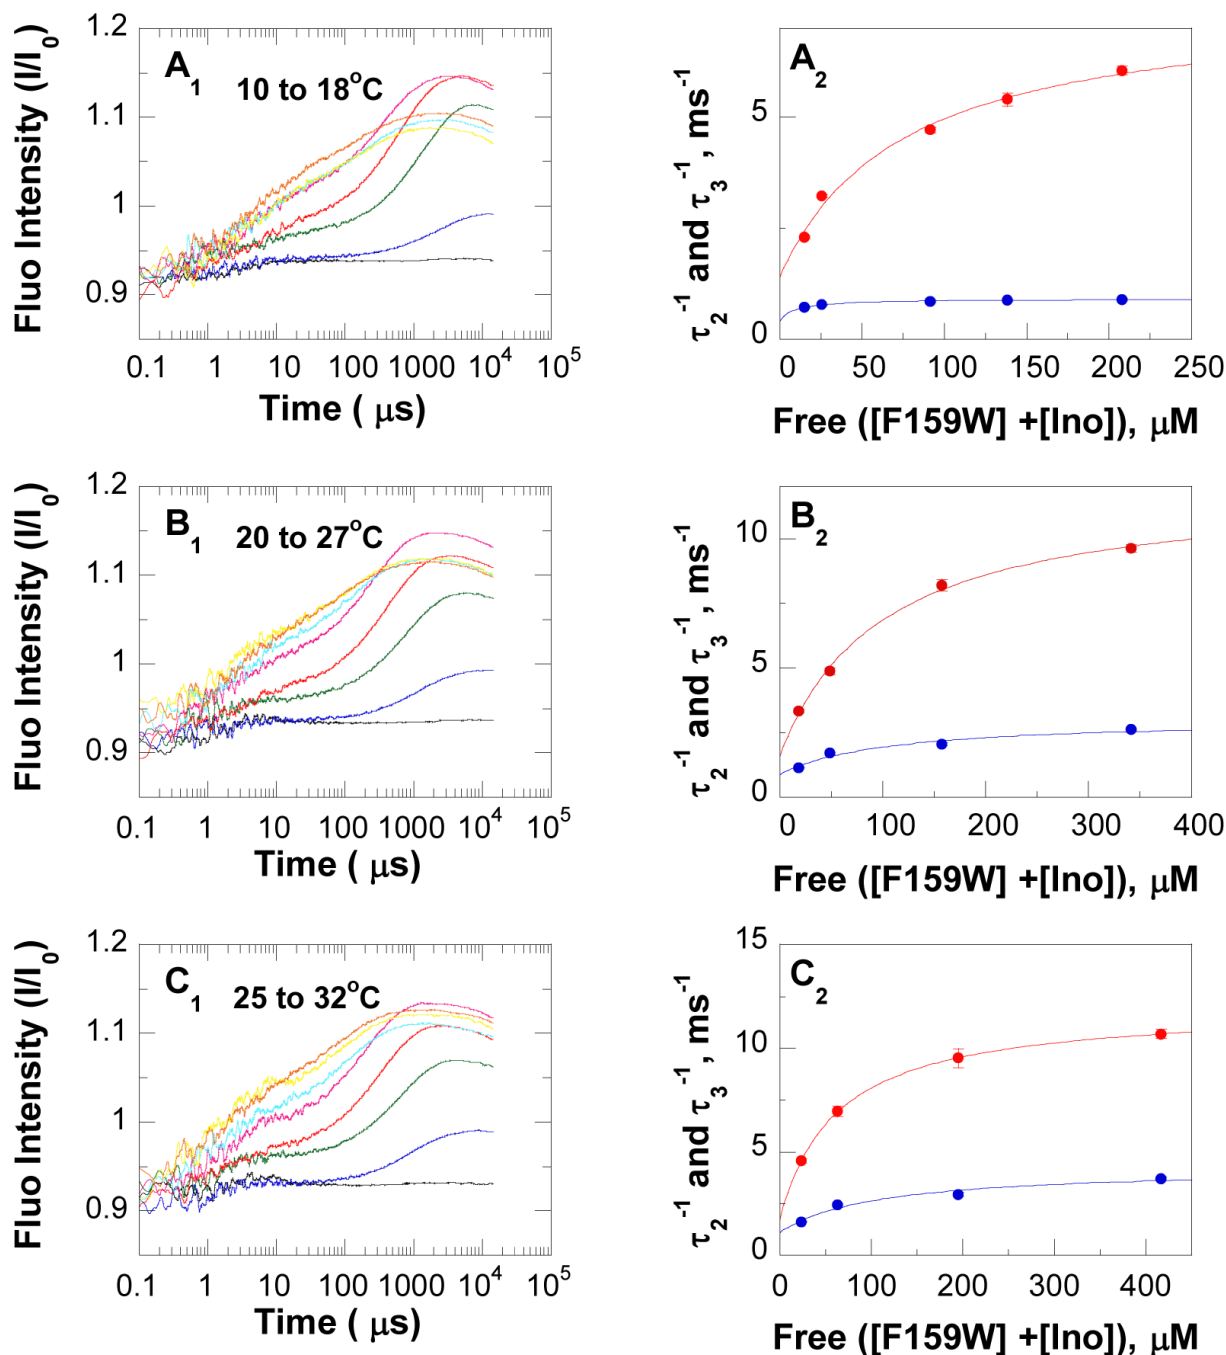 Fluo Intensity (I/I0)
1.2
1.1
1
0.9
A1
10 to 18°C
0.1 1 10 100 1000 10^4 10^5
Time ( μs)
τ2^-1 and τ3^-1, ms^-1
5
0
A2
0 50 100 150 200 250
Free ([F159W] +[Ino]), μM
Fluo Intensity (I/I0)
1.2
1.1
1
0.9
B1
20 to 27°C
0.1 1 10 100 1000 10^4 10^5
Time ( μs)
τ2^-1 and τ3^-1, ms^-1
10
5
0
B2
0 100 200 300 400
Free ([F159W] +[Ino]), μM
Fluo Intensity (I/I0)
1.2
1.1
1
0.9
C1
25 to 32°C
0.1 1 10 100 1000 10^4 10^5
Time ( μs)
τ2^-1 and τ3^-1, ms^-1
15
10
5
0
C2
0 100 200 300 400
Free ([F159W] +[Ino]), μM